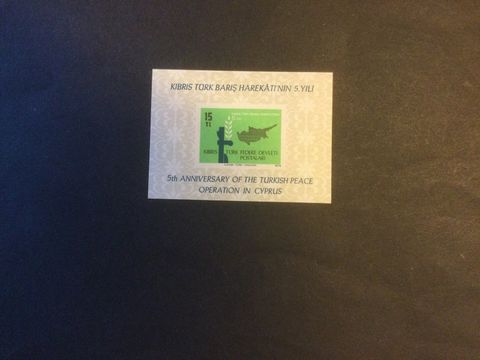 KIBRIS TÜRK BARIŞ HAREKÂTI'NIN 5. YILI
15
TL
KIBRIS TÜRK FEDERE DEVLETİ
POSTALARI
5th ANNIVERSARY OF THE TURKISH PEACE
OPERATION IN CYPRUS